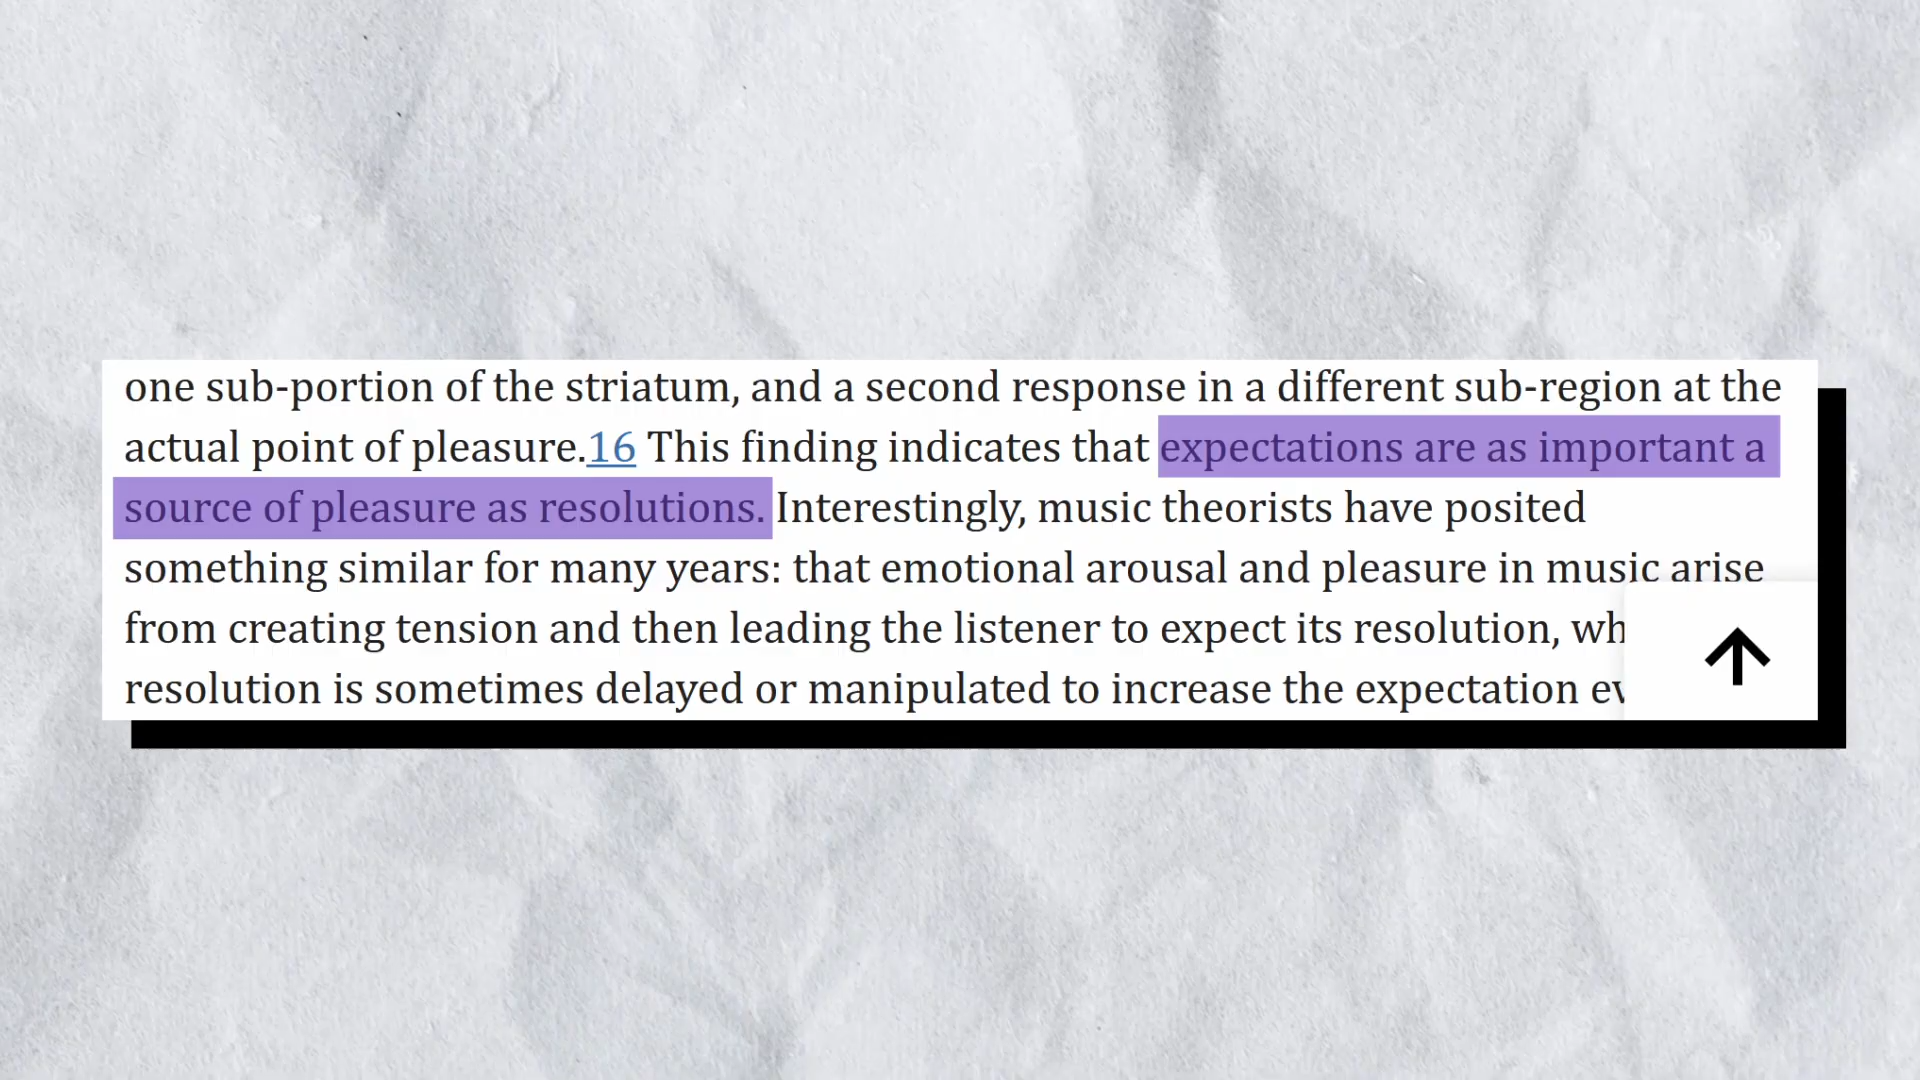 one sub-portion of the striatum, and a second response in a different sub-region at the
actual point of pleasure.16 This finding indicates that expectations are as important a
source of pleasure as resolutions. Interestingly, music theorists have posited
something similar for many years: that emotional arousal and pleasure in music arise
from creating tension and then leading the listener to expect its resolution, wh
resolution is sometimes delayed or manipulated to increase the expectation ev